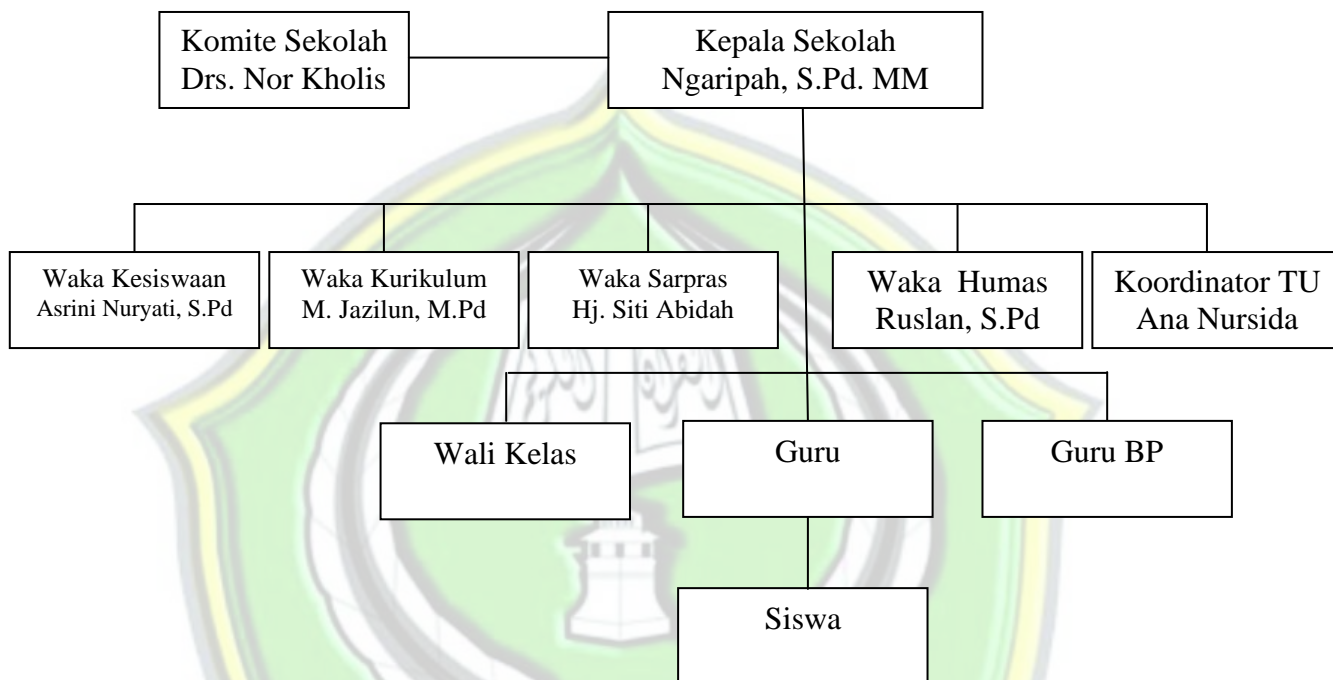 Komite Sekolah
Drs. Nor Kholis
Kepala Sekolah
Ngaripah, S.Pd. MM
Waka Kesiswaan
Asrini Nuryati, S.Pd
Waka Kurikulum
M. Jazilun, M.Pd
Waka Sarpras
Hj. Siti Abidah
Waka Humas
Ruslan, S.Pd
Koordinator TU
Ana Nursida
Wali Kelas
Guru
Guru BP
Siswa